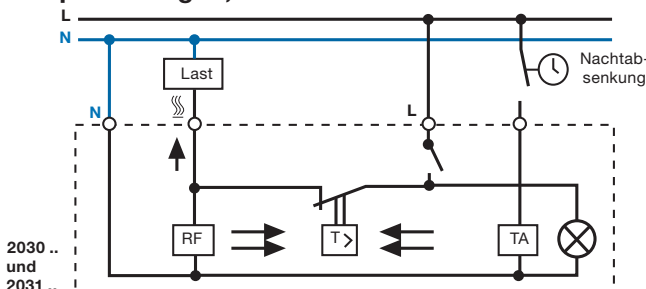 L
N
Last
Nachtab-
senkung
N
L
RF
T >
TA
2030 ..
und
2031 ..